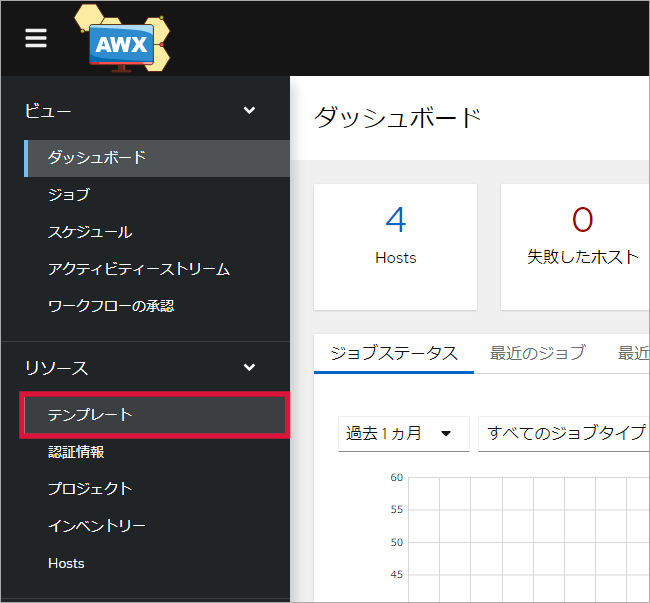 AWX
ビュー
ダッシュボード
ジョブ
スケジュール
アクティビティーストリーム
ワークフローの承認
リソース
テンプレート
認証情報
プロジェクト
インベントリー
Hosts
ダッシュボード
4
Hosts
0
失敗したホスト
ジョブステータス 最近のジョブ 最近
過去1ヵ月 すべてのジョブタイプ
60
55
50
45